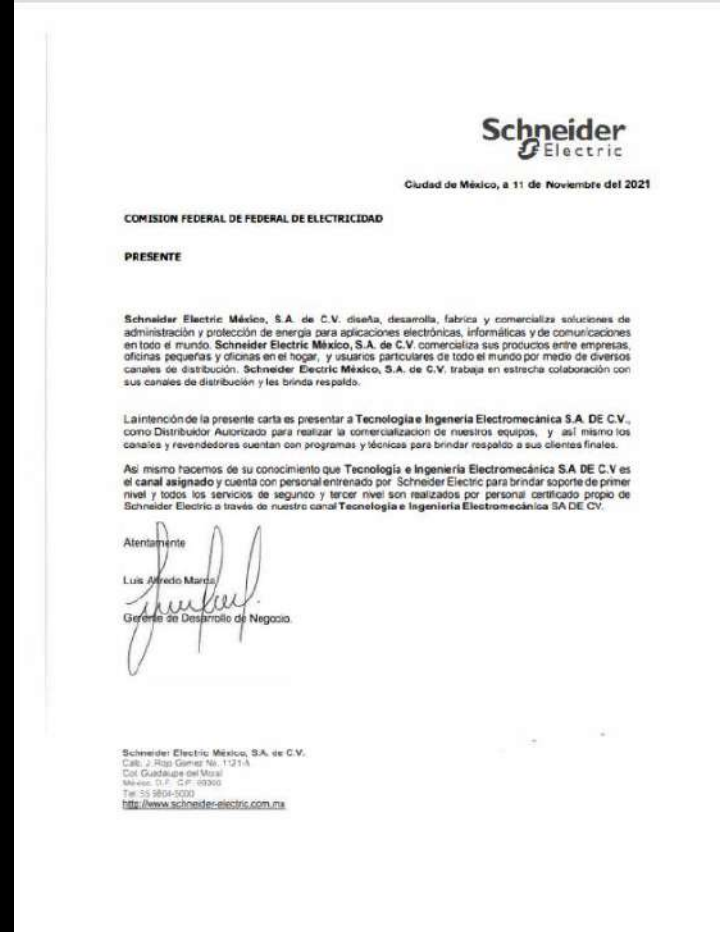 Schneider
Electric
Ciudad de México, a 11 de Noviembre del 2021
COMISION FEDERAL DE FEDERAL DE ELECTRICIDAD
PRESENTE
Schneider Electric México, S.A. de C.V. diseña, desarrolla, fabrica y comercializa soluciones de
administración y protección de energía para aplicaciones electrónicas, informáticas y de comunicaciones
en todo el mundo. Schneider Electric México, S.A. de C.V. comercializa sus productos entre empresas,
oficinas pequeñas y oficinas en el hogar, y usuarios particulares de todo el mundo por medio de diversos
canales de distribución. Schneider Electric México, S.A. de C.V. trabaja en estrecha colaboración con
sus canales de distribución y les brinda respaldo.
La intención de la presente carta es presentar a Tecnologia e Ingeneria Electromecánica S.A. DE C.V.,
como Distribuidor Autorizado para realizar la comercializacion de nuestros equipos, y así mismo los
canales y revendedores cuentan con programas y técnicas para brindar respaldo a sus clientes finales.
Asi mismo hacemos de su conocimiento que Tecnologia e Ingenieria Electromecánica S.A DE C.V es
el canal asignado y cuenta con personal entrenado por Schneider Electric para brindar soporte de primer
nivel y todos los servicios de segundo y tercer nivel son realizados por personal certificado propio de
Schneider Electric a través de nuestro canal Tecnologia e Ingenieria Electromecánica SA DE CV.
Atentamente
Luis Alfredo
Gerente de Desarrollo de Negocio.
Schneider Electric México, S.A. de C.V.
Calz. J. Rojo Gomez No. 1121-A
Col. Guadalupe del Moral
México, D.F. C.P. 09300
Tel. 55 9804-5000
http://www.schneider-electric.com.mx